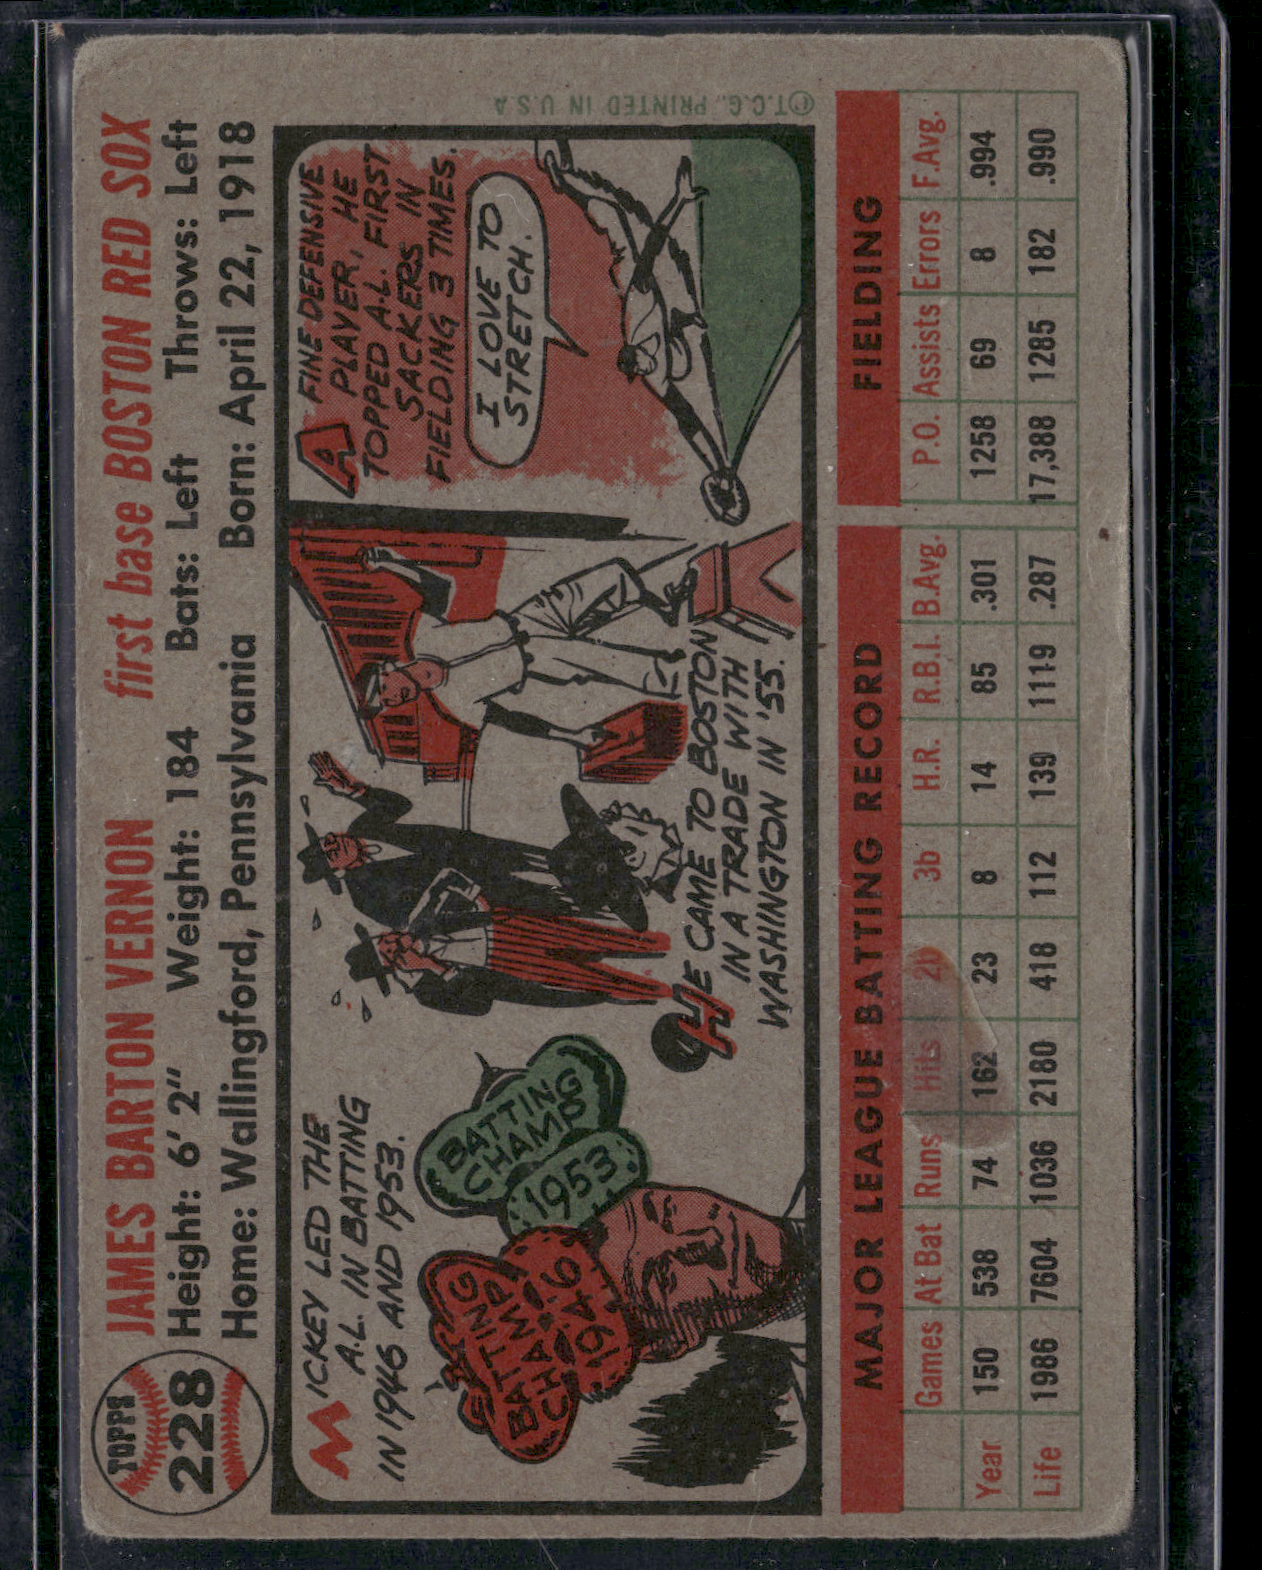 TOPPS
228
JAMES BARTON VERNON first base BOSTON RED SOX
Height: 6' 2" Weight: 184 Bats: Left Throws: Left
Home: Wallingford, Pennsylvania Born: April 22, 1918
MICKEY LED THE
A.L. IN BATTING
IN 1946 AND 1953.
BATTING
CHAMP
1946
BATTING
CHAMP
1953
HE CAME TO BOSTON
IN A TRADE WITH
WASHINGTON IN '55.
A FINE DEFENSIVE
PLAYER, HE
TOPPED A.L. FIRST
SACKERS IN
FIELDING 3 TIMES.
I LOVE TO
STRETCH.
©T.C.G. PRINTED IN U.S.A
MAJOR LEAGUE BATTING RECORD FIELDING
Games At Bat Runs Hits 2b 3b H.R. R.B.I. B.Avg. P.O. Assists Errors F.Avg.
Year 150 538 74 162 23 8 14 85 .301 1258 69 8 .994
Life 1986 7604 1036 2180 418 112 139 1119 .287 17,388 1285 182 .990